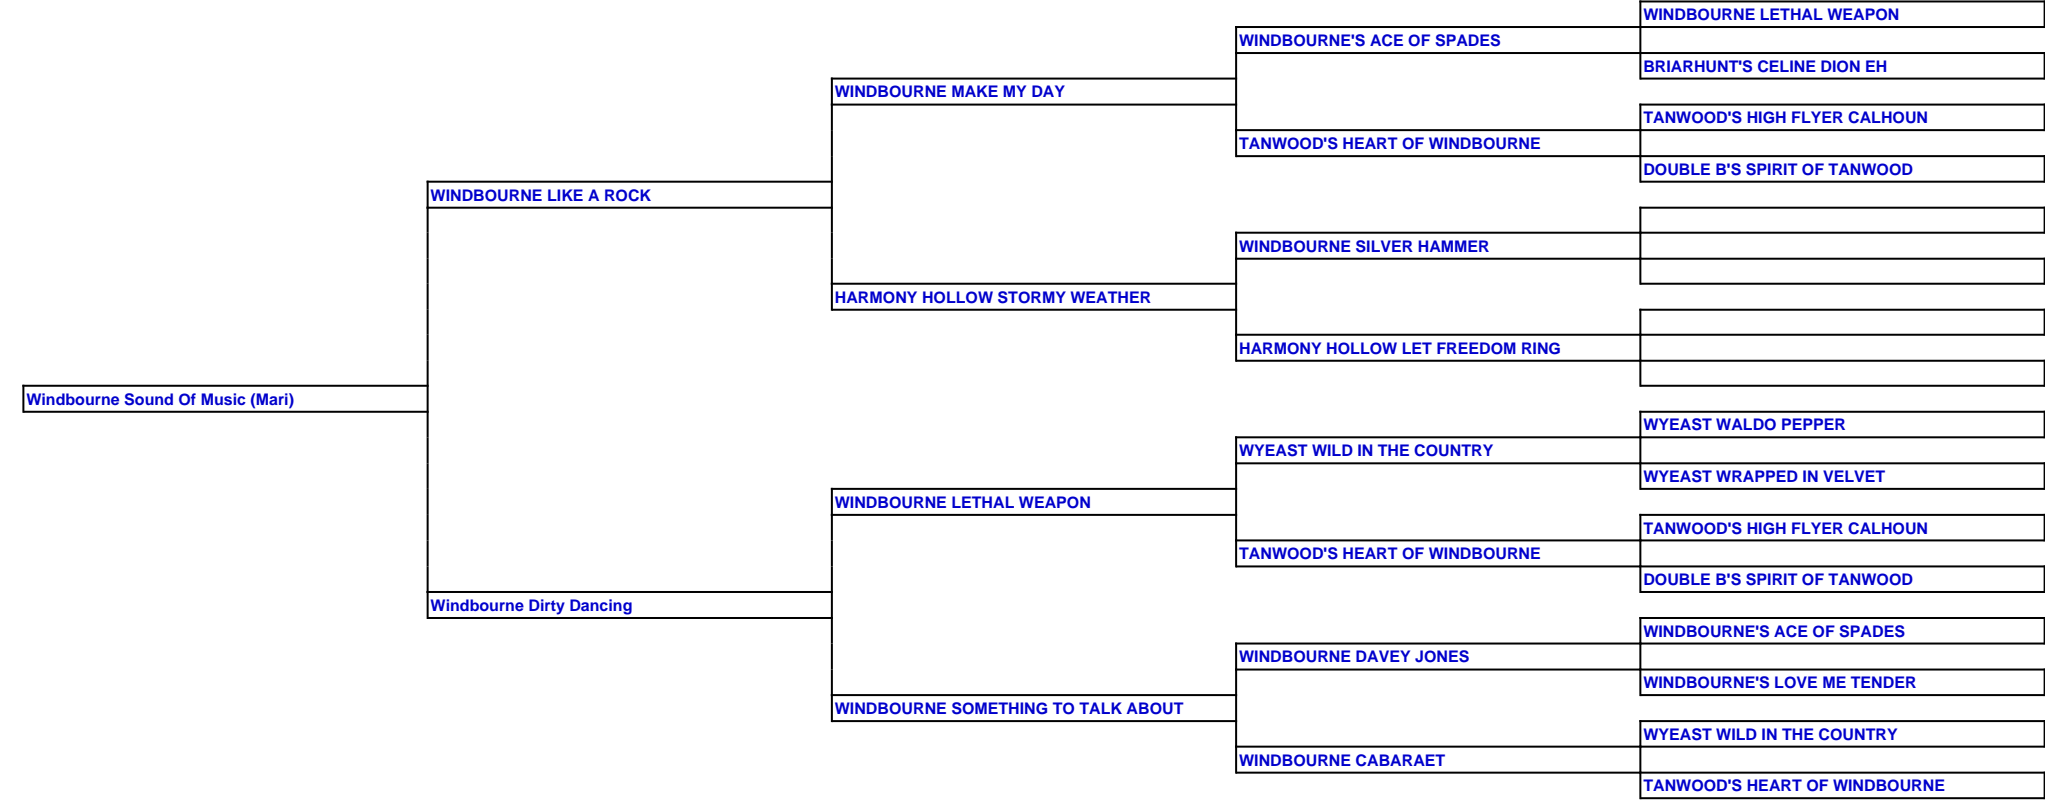 WINDBOURNE LETHAL WEAPON
WINDBOURNE'S ACE OF SPADES
BRIARHUNT'S CELINE DION EH
WINDBOURNE MAKE MY DAY
TANWOOD'S HIGH FLYER CALHOUN
TANWOOD'S HEART OF WINDBOURNE
DOUBLE B'S SPIRIT OF TANWOOD
WINDBOURNE LIKE A ROCK
WINDBOURNE SILVER HAMMER
HARMONY HOLLOW STORMY WEATHER
HARMONY HOLLOW LET FREEDOM RING
Windbourne Sound Of Music (Mari)
WYEAST WALDO PEPPER
WYEAST WILD IN THE COUNTRY
WYEAST WRAPPED IN VELVET
WINDBOURNE LETHAL WEAPON
TANWOOD'S HIGH FLYER CALHOUN
TANWOOD'S HEART OF WINDBOURNE
DOUBLE B'S SPIRIT OF TANWOOD
Windbourne Dirty Dancing
WINDBOURNE'S ACE OF SPADES
WINDBOURNE DAVEY JONES
WINDBOURNE'S LOVE ME TENDER
WINDBOURNE SOMETHING TO TALK ABOUT
WYEAST WILD IN THE COUNTRY
WINDBOURNE CABARAET
TANWOOD'S HEART OF WINDBOURNE